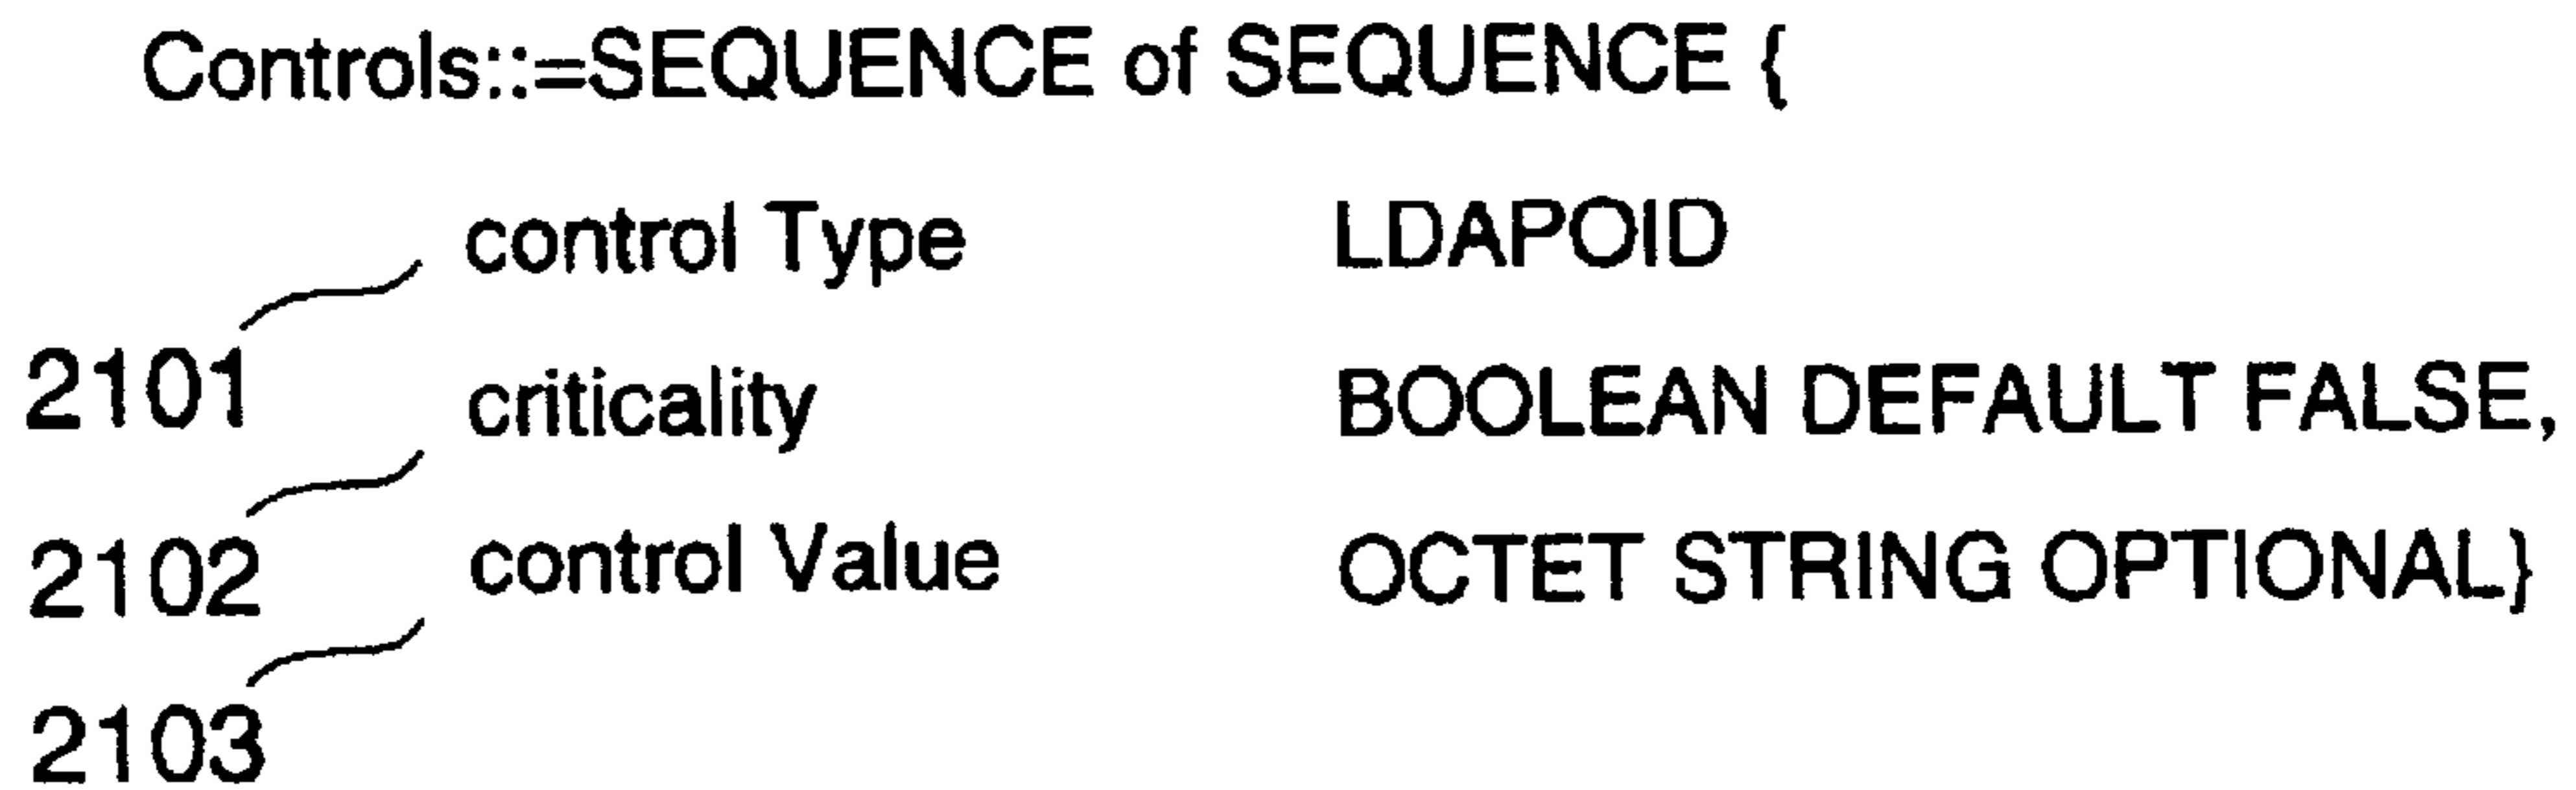 Controls::=SEQUENCE of SEQUENCE {
control Type LDAPOID
2101
criticality BOOLEAN DEFAULT FALSE,
2102
control Value OCTET STRING OPTIONAL}
2103